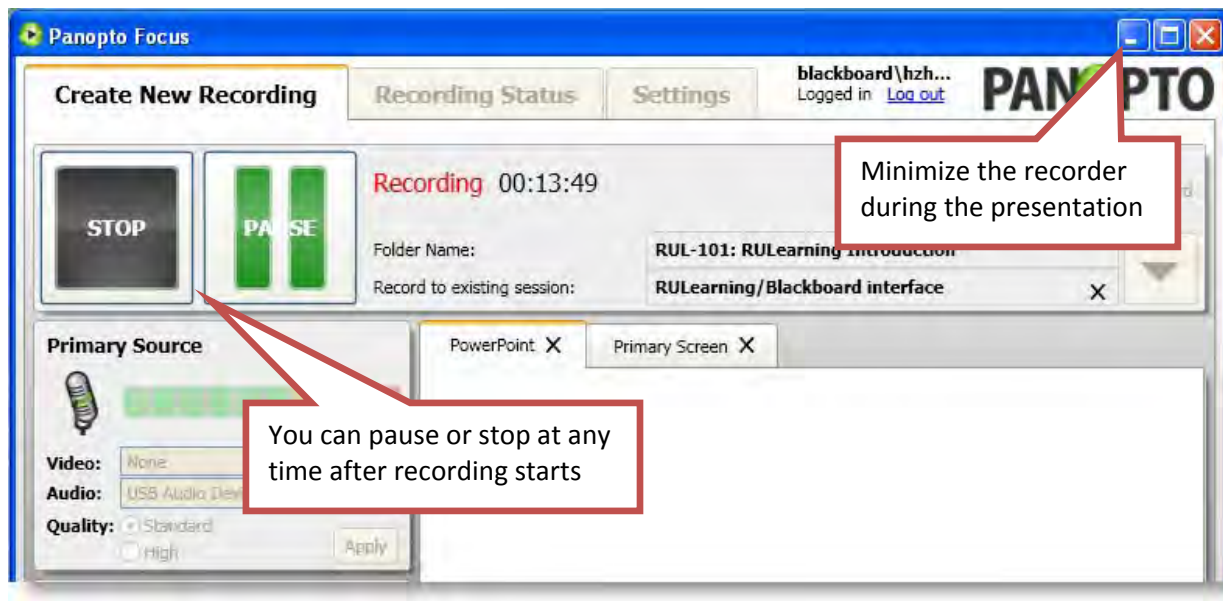 Panopto Focus
Create New Recording
Recording Status
Settings
blackboard\hzh...
Logged in Log out
PANOPTO
Minimize the recorder
during the presentation
STOP
PAUSE
Recording 00:13:49
Folder Name:
RUL-101: RULearning Introduction
Record to existing session:
RULearning/Blackboard interface
X
Primary Source
PowerPoint X
Primary Screen X
You can pause or stop at any
time after recording starts
Video: None
Audio: USB Audio
Quality: Standard
High
Apply